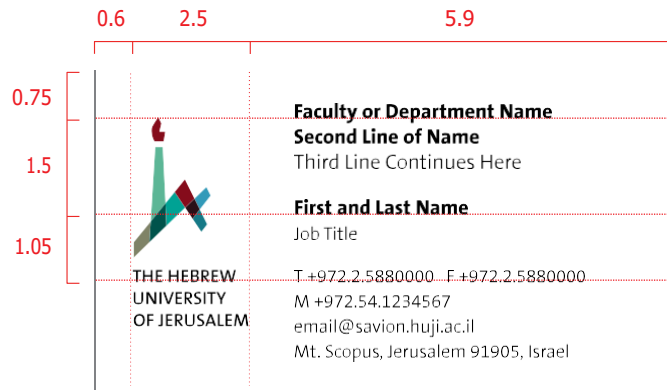 0.6 2.5 5.9
0.75
1.5
1.05
THE HEBREW
UNIVERSITY
OF JERUSALEM
Faculty or Department Name
Second Line of Name
Third Line Continues Here
First and Last Name
Job Title
T +972.2.5880000 F +972.2.5880000
M +972.54.1234567
email@savion.huji.ac.il
Mt. Scopus, Jerusalem 91905, Israel